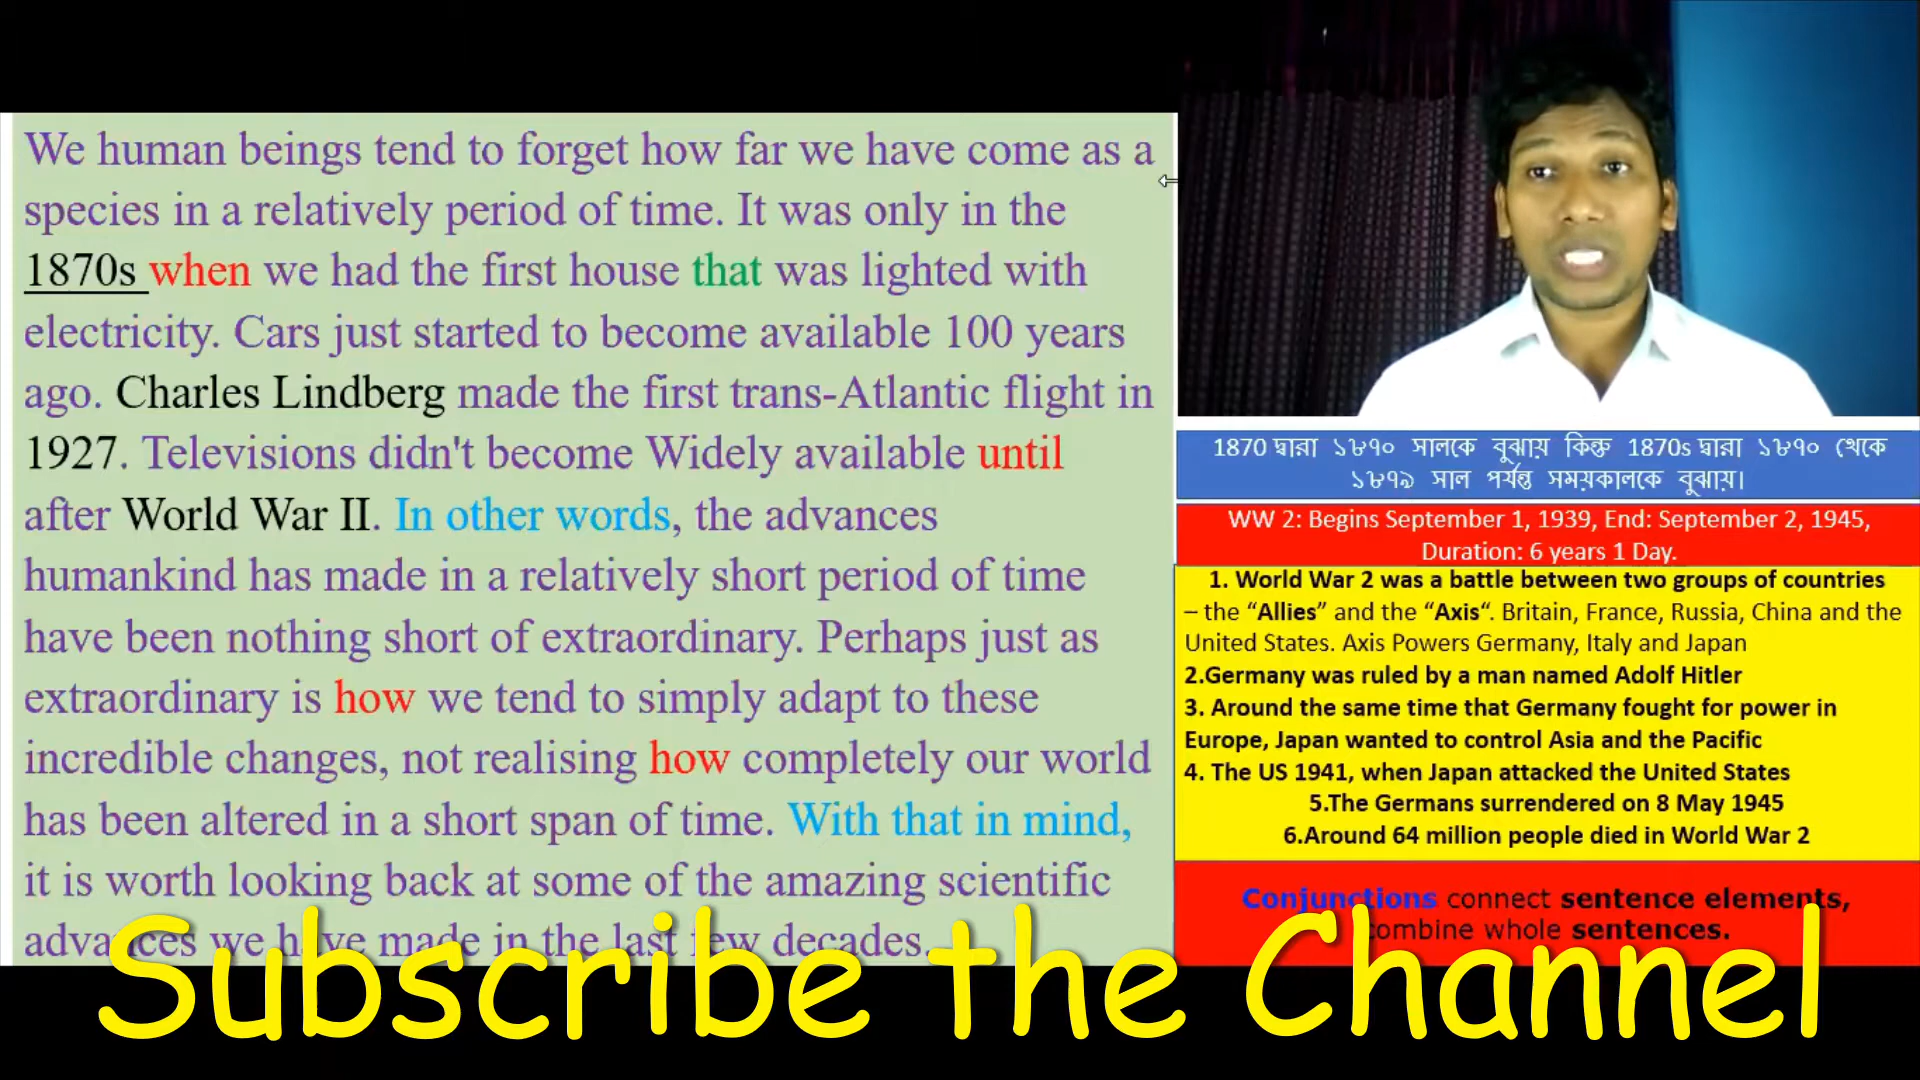 We human beings tend to forget how far we have come as a
species in a relatively period of time. It was only in the
1870s when we had the first house that was lighted with
electricity. Cars just started to become available 100 years
ago. Charles Lindberg made the first trans-Atlantic flight in
1927. Televisions didn't become Widely available until
after World War II. In other words, the advances
humankind has made in a relatively short period of time
have been nothing short of extraordinary. Perhaps just as
extraordinary is how we tend to simply adapt to these
incredible changes, not realising how completely our world
has been altered in a short span of time. With that in mind,
it is worth looking back at some of the amazing scientific
advances we have made in the last few decades.
1870 দ্বারা ১৮৭০ সালকে বুঝায় কিন্তু 1870s দ্বারা ১৮৭০ থেকে
১৮৭৯ সাল পর্যন্ত সময়কালকে বুঝায়।
WW 2: Begins September 1, 1939, End: September 2, 1945,
Duration: 6 years 1 Day.
1. World War 2 was a battle between two groups of countries
– the “Allies” and the “Axis“. Britain, France, Russia, China and the
United States. Axis Powers Germany, Italy and Japan
2.Germany was ruled by a man named Adolf Hitler
3. Around the same time that Germany fought for power in
Europe, Japan wanted to control Asia and the Pacific
4. The US 1941, when Japan attacked the United States
5.The Germans surrendered on 8 May 1945
6.Around 64 million people died in World War 2
Conjunctions connect sentence elements,
combine whole sentences.
Subscribe the Channel